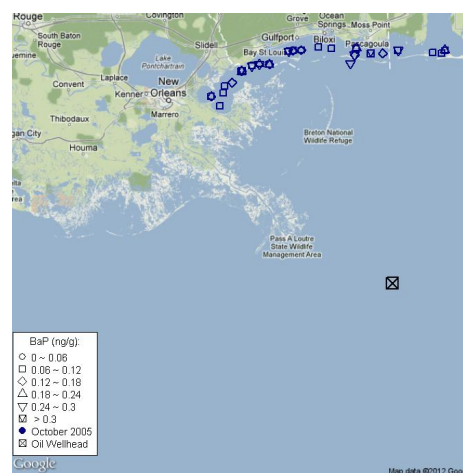 Rouge
Covington
Grove
Ocean
Springs
Moss Point
South Baton
Rouge
Slidell
Gulfport
Biloxi
Pascagoula
Bay St Louis
Lake
Pontchartrain
Laplace
Convent
Kenner
New
Orleans
Marrero
Thibodaux
gan City
Houma
Breton National
Wildlife Refuge
Pass A Loutre
State Wildlife
Management Area
BaP (ng/g):
0 ~ 0.06
0.06 ~ 0.12
0.12 ~ 0.18
0.18 ~ 0.24
0.24 ~ 0.3
> 0.3
October 2005
Oil Wellhead
Google
Map data ©2012 Goo